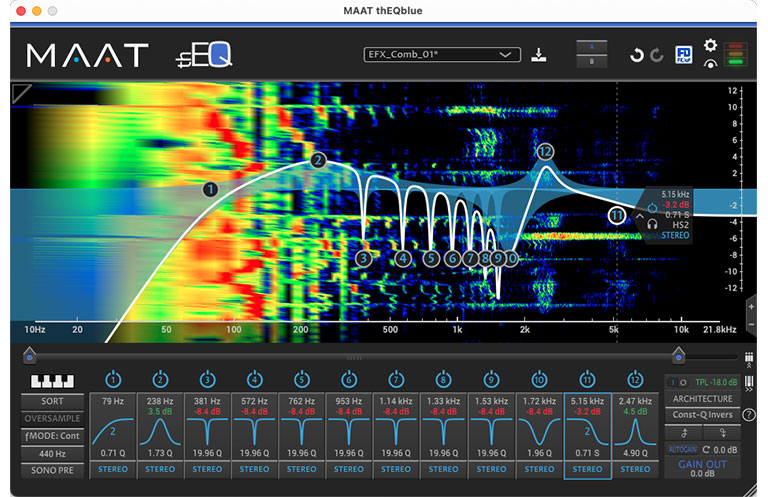 MAAT thEQblue
MAAT thEQ
EFX_Comb_01*
A
B
12
10
8
6
4
2
-2
-4
-6
-8
-10
-12
1
2
3
4
5
6
7
8
9
0
11
12
5.15 kHz
-3.2 dB
0.71 S
HS2
STEREO
10Hz 20 50 100 200 500 1k 2k 5k 10k 21.8kHz
1 2 3 4 5 6 7 8 9 10 11 12
79 Hz 238 Hz 381 Hz 572 Hz 762 Hz 953 Hz 1.14 kHz 1.33 kHz 1.53 kHz 1.72 kHz 5.15 kHz 2.47 kHz
3.5 dB -8.4 dB -8.4 dB -8.4 dB -8.4 dB -8.4 dB -8.4 dB -8.4 dB -8.4 dB -3.2 dB 4.5 dB
2 2
0.71 Q 1.73 Q 19.96 Q 19.96 Q 19.96 Q 19.96 Q 19.96 Q 19.96 Q 19.96 Q 1.96 Q 0.71 S 4.90 Q
STEREO STEREO STEREO STEREO STEREO STEREO STEREO STEREO STEREO STEREO STEREO STEREO
SORT
OVERSAMPLE
ƒMODE: Cont
440 Hz
SONO PRE
TPL -18.0 dB
ARCHITECTURE
Const-Q Invers
AUTOGAIN 0.0 dB
GAIN OUT
0.0 dB
?